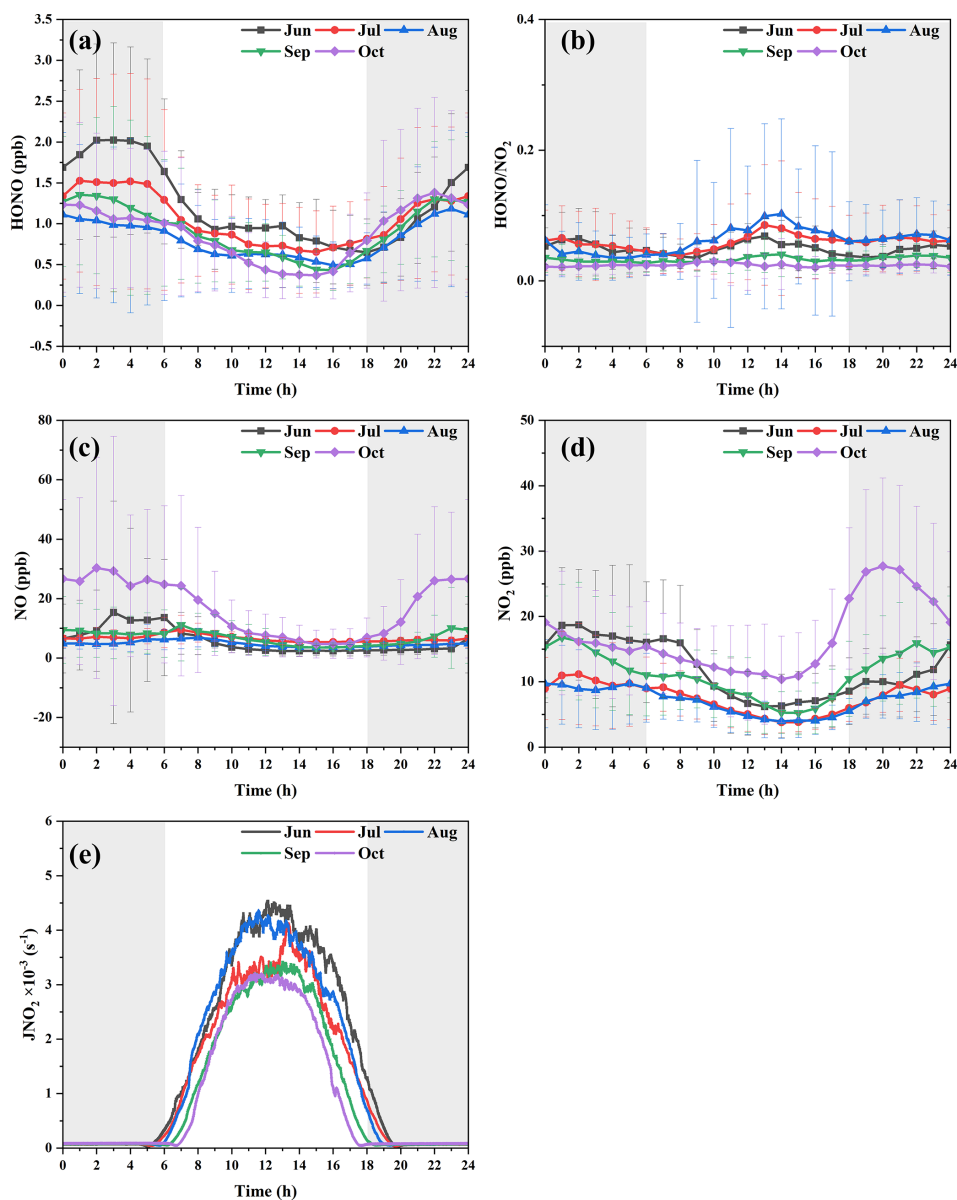 (a)
Jun Jul Aug
Sep Oct
HONO (ppb)
3.5
3.0
2.5
2.0
1.5
1.0
0.5
0.0
-0.5
0 2 4 6 8 10 12 14 16 18 20 22 24
Time (h)
(b)
Jun Jul Aug
Sep Oct
HONO/NO2
0.4
0.2
0.0
0 2 4 6 8 10 12 14 16 18 20 22 24
Time (h)
(c)
Jun Jul Aug
Sep Oct
NO (ppb)
80
60
40
20
0
-20
0 2 4 6 8 10 12 14 16 18 20 22 24
Time (h)
(d)
Jun Jul Aug
Sep Oct
NO2 (ppb)
50
40
30
20
10
0
0 2 4 6 8 10 12 14 16 18 20 22 24
Time (h)
(e)
Jun Jul Aug
Sep Oct
JNO2 ×10-3 (s-1)
6
5
4
3
2
1
0
0 2 4 6 8 10 12 14 16 18 20 22 24
Time (h)